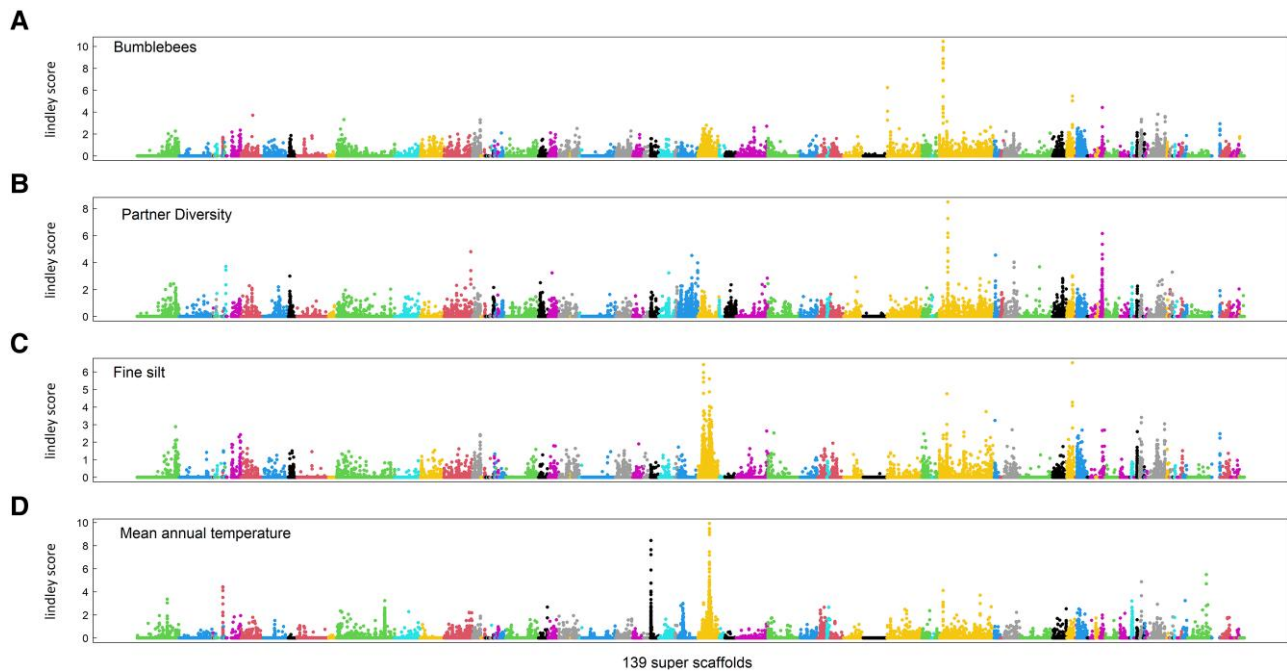 A
Bumblebees
lindley score
10
8
6
4
2
0
B
Partner Diversity
lindley score
8
6
4
2
0
C
Fine silt
lindley score
6
5
4
3
2
1
0
D
Mean annual temperature
lindley score
10
8
6
4
2
0
139 super scaffolds